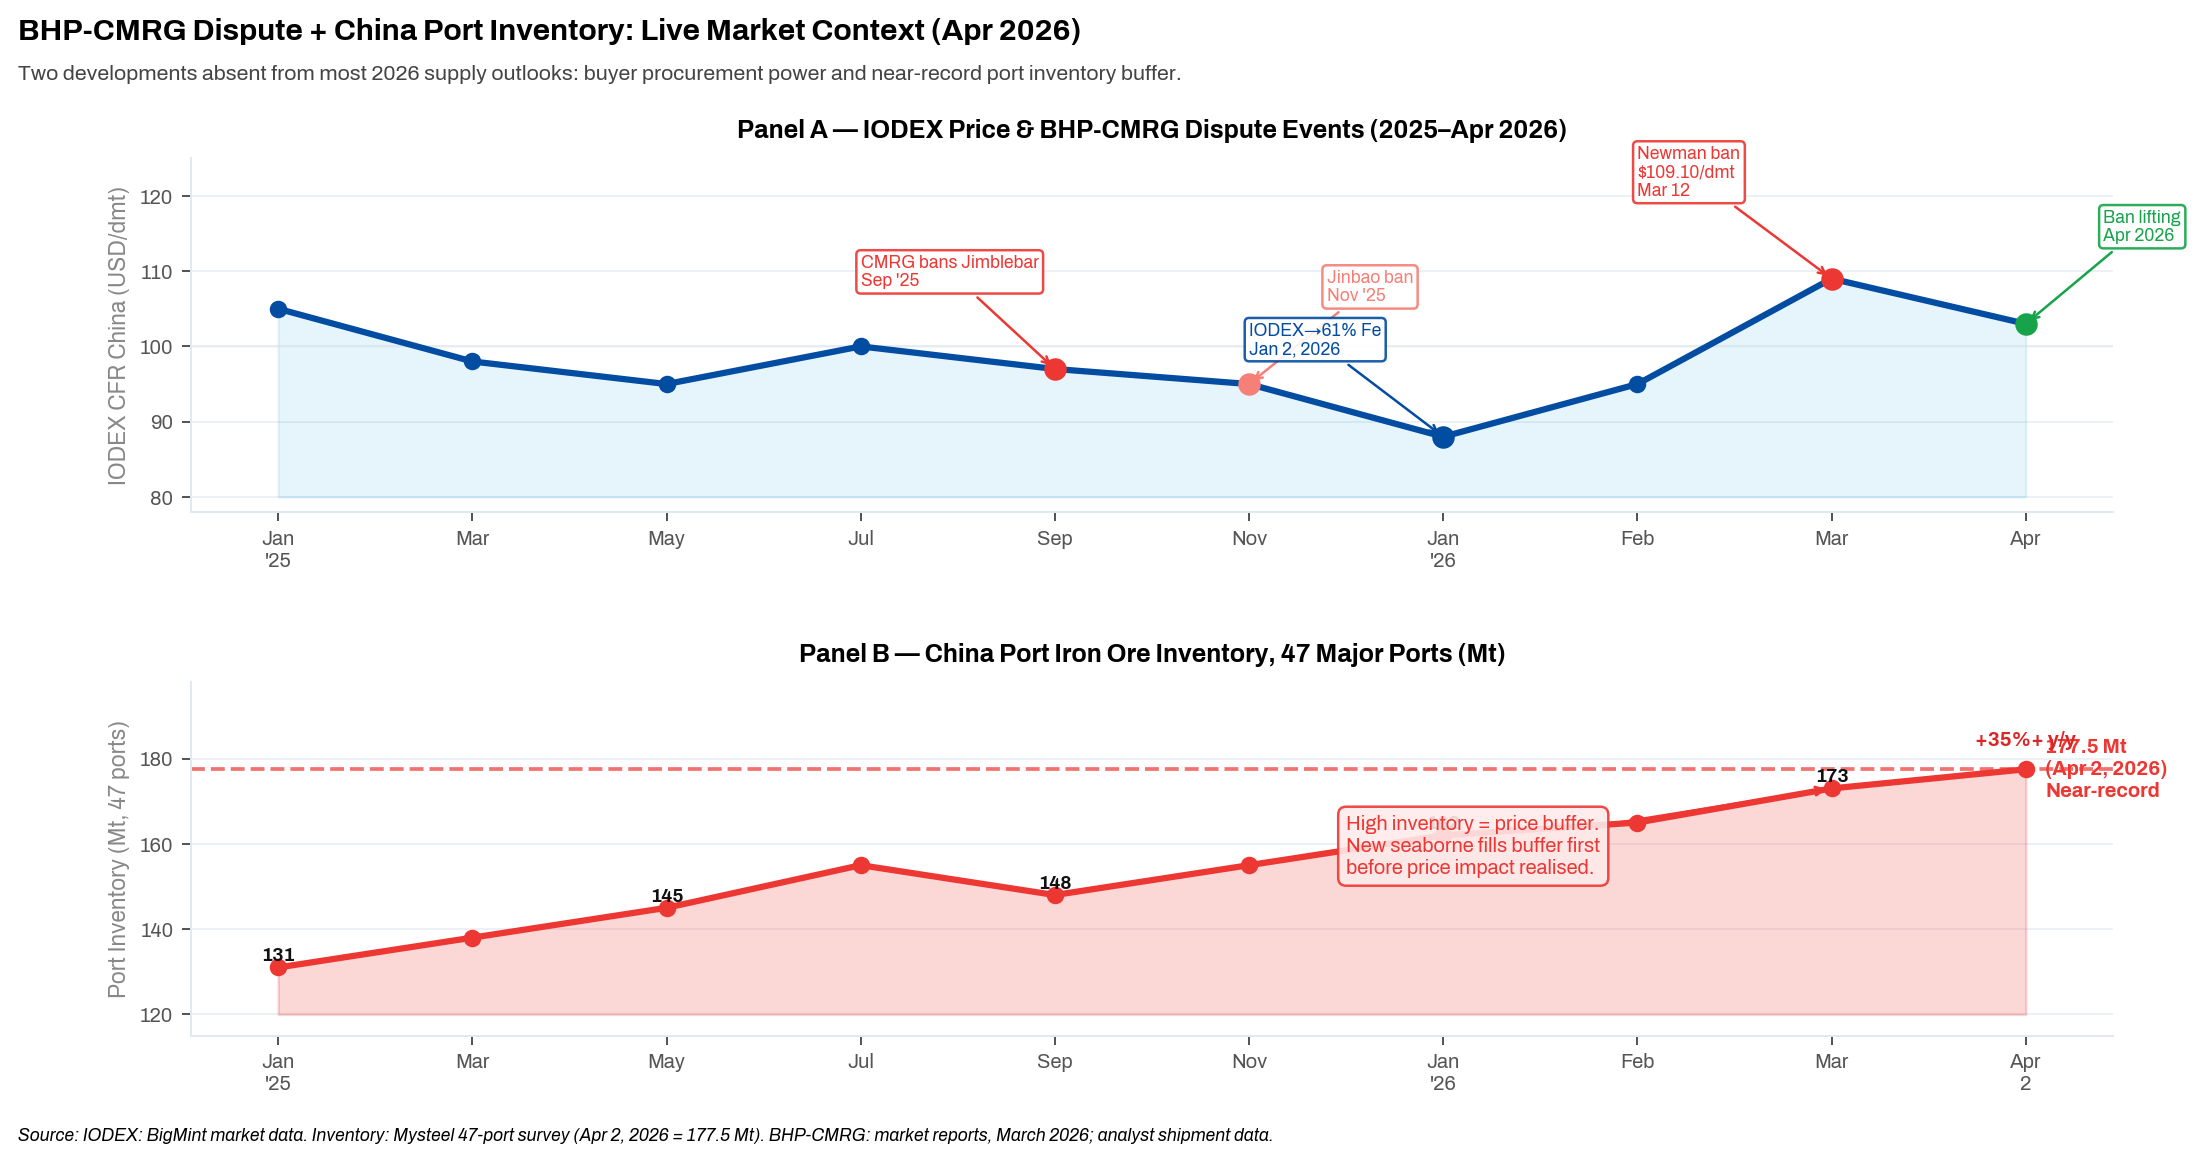 BHP-CMRG Dispute + China Port Inventory: Live Market Context (Apr 2026)
Two developments absent from most 2026 supply outlooks: buyer procurement power and near-record port inventory buffer.
Panel A — IODEX Price & BHP-CMRG Dispute Events (2025–Apr 2026)
IODEX CFR China (USD/dmt)
120
110
100
90
80
CMRG bans Jimblebar
Sep '25
Jinbao ban
Nov '25
IODEX→61% Fe
Jan 2, 2026
Newman ban
$109.10/dmt
Mar 12
Ban lifting
Apr 2026
Jan
'25
Mar
May
Jul
Sep
Nov
Jan
'26
Feb
Mar
Apr
Panel B — China Port Iron Ore Inventory, 47 Major Ports (Mt)
Port Inventory (Mt, 47 ports)
180
160
140
120
131
145
148
173
+35%+ y/y
177.5 Mt
(Apr 2, 2026)
Near-record
High inventory = price buffer.
New seaborne fills buffer first
before price impact realised.
Jan
'25
Mar
May
Jul
Sep
Nov
Jan
'26
Feb
Mar
Apr
2
Source: IODEX: BigMint market data. Inventory: Mysteel 47-port survey (Apr 2, 2026 = 177.5 Mt). BHP-CMRG: market reports, March 2026; analyst shipment data.